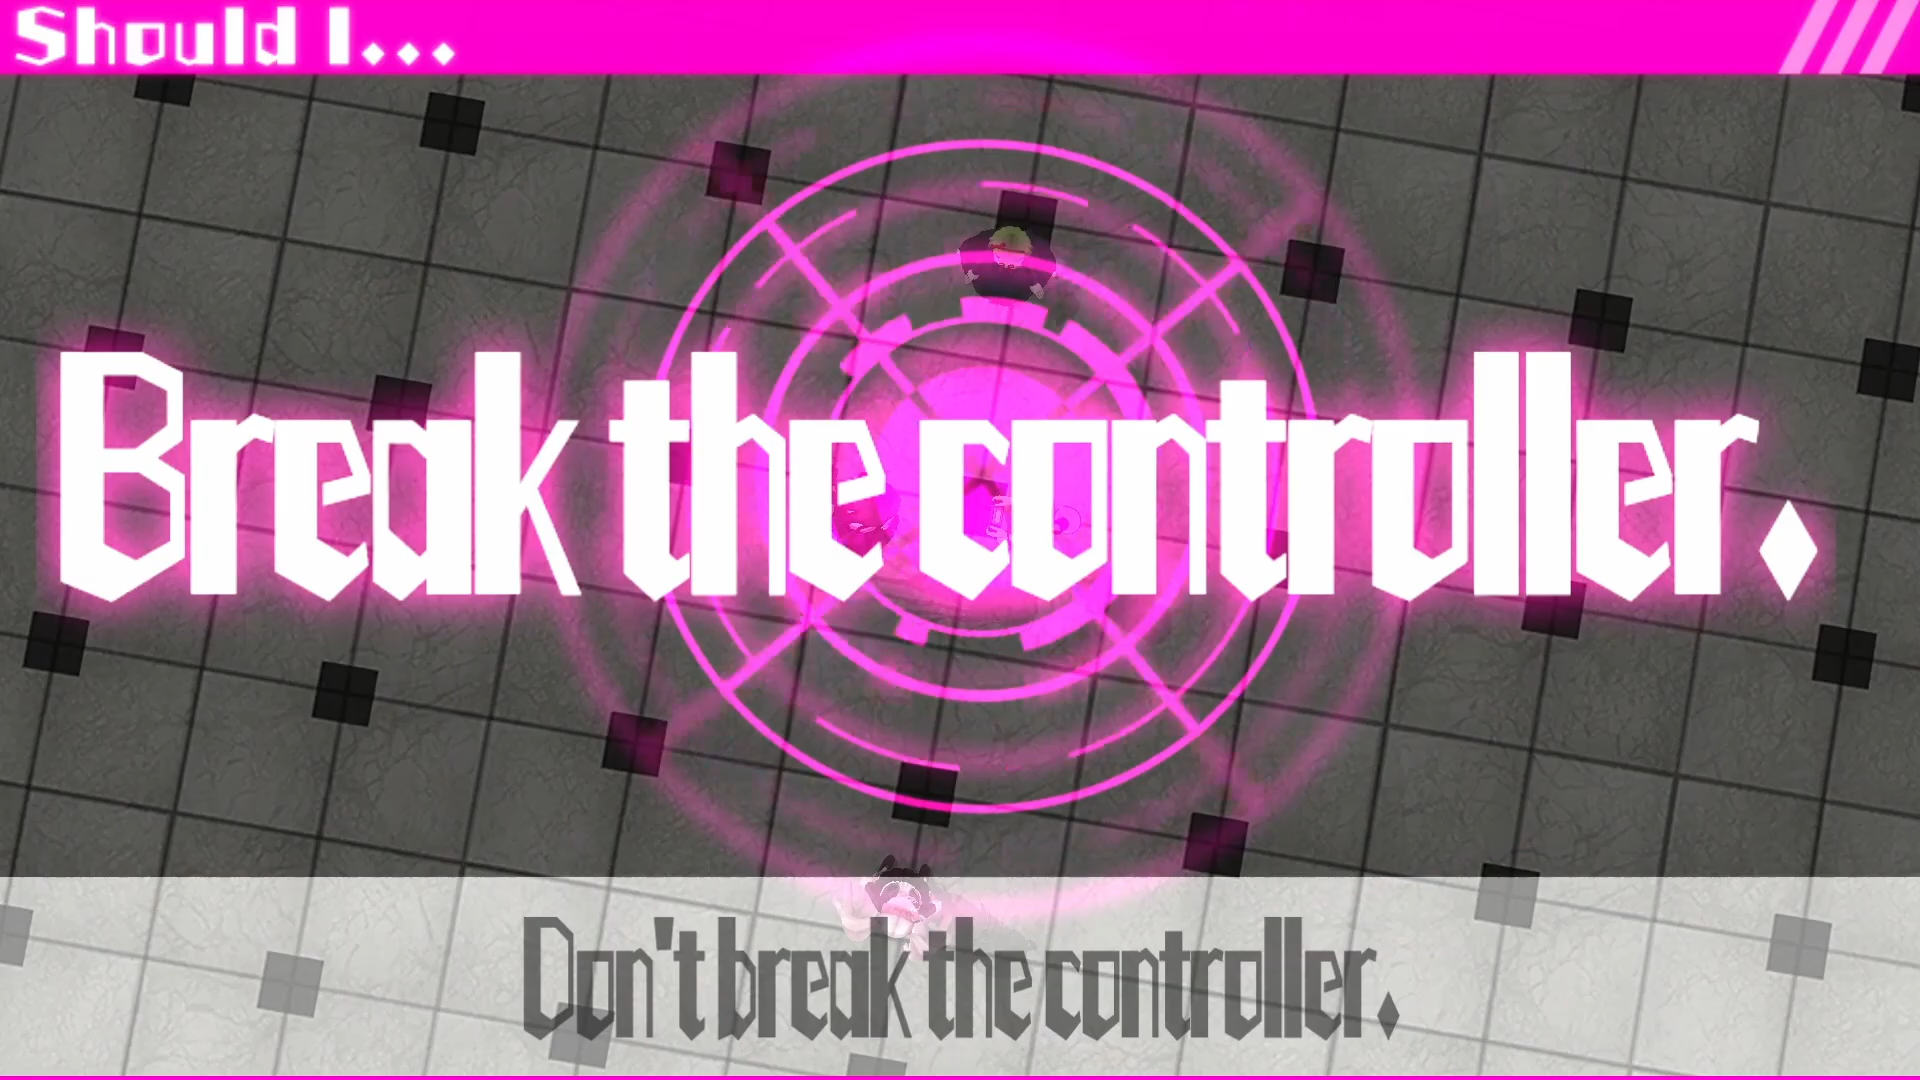 Should I...
Break the controller.
Don't break the controller.